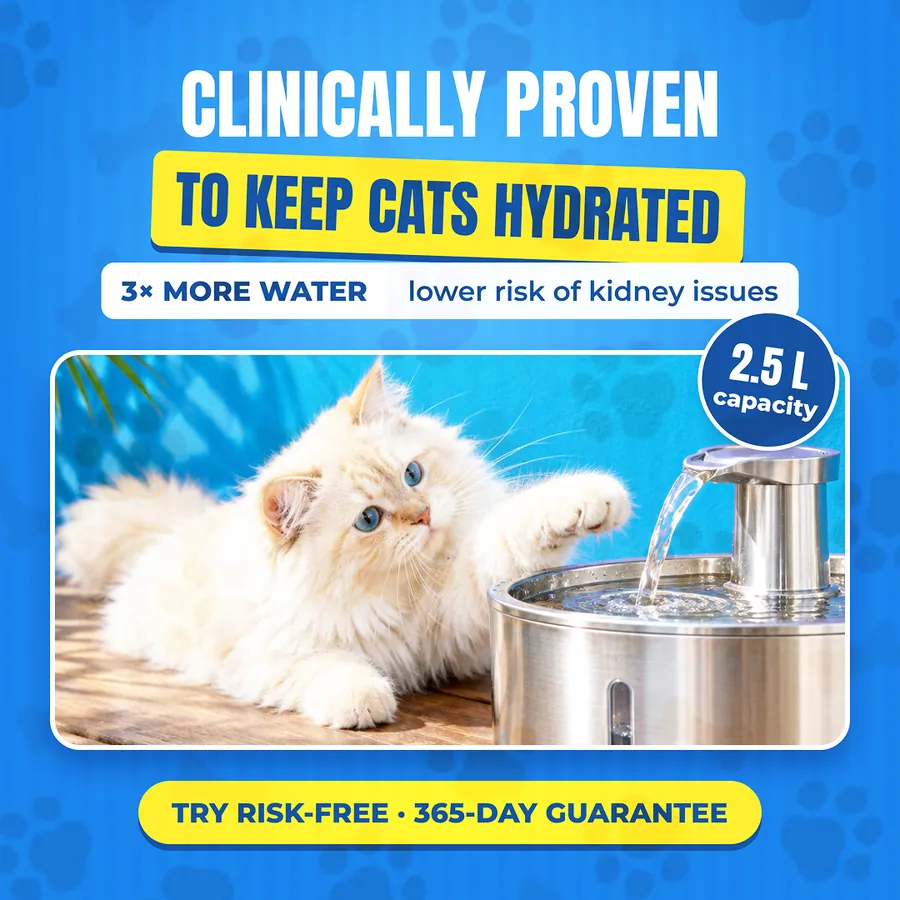 CLINICALLY PROVEN
TO KEEP CATS HYDRATED
3× MORE WATER lower risk of kidney issues
2.5 L
capacity
TRY RISK-FREE • 365-DAY GUARANTEE